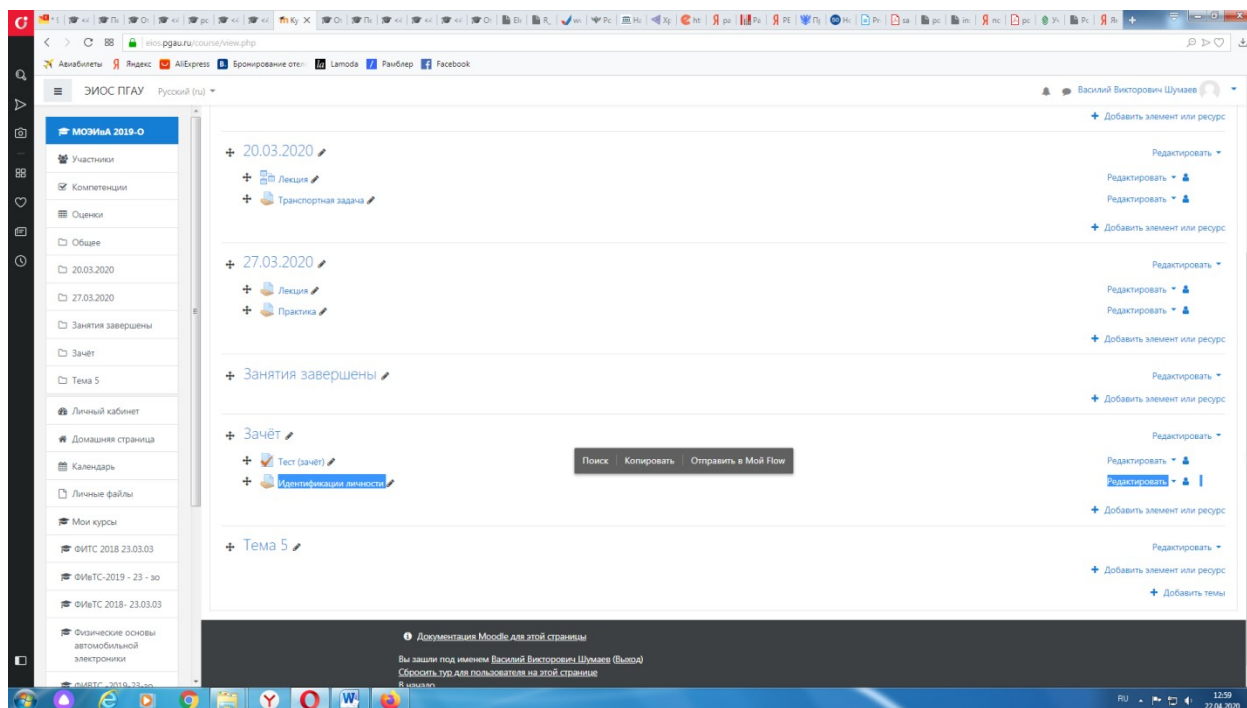 eios.pgau.ru/course/view.php
Авиабилеты Яндекс AliExpress Бронирование отел Lamoda Рамблер Facebook
ЭИОС ПГАУ Русский (ru)
Василий Викторович Шумаев
Добавить элемент или ресурс
МОЭИпА 2019-О
Участники
Компетенции
Оценки
Общее
20.03.2020
27.03.2020
Занятия завершены
Зачёт
Тема 5
Личный кабинет
Домашняя страница
Календарь
Личные файлы
Мои курсы
ФИТС 2018 23.03.03
ФИвТС-2019 - 23 - зо
ФИвТС 2018- 23.03.03
Физические основы
автомобильной
электроники
20.03.2020 Редактировать
Лекция Редактировать
Транспортная задача Редактировать
Добавить элемент или ресурс
27.03.2020 Редактировать
Лекция Редактировать
Практика Редактировать
Добавить элемент или ресурс
Занятия завершены Редактировать
Добавить элемент или ресурс
Зачёт Редактировать
Поиск Копировать Отправить в Мой Flow
Тест (зачёт) Редактировать
Идентификации личности Редактировать
Добавить элемент или ресурс
Тема 5 Редактировать
Добавить элемент или ресурс
Добавить темы
Документация Moodle для этой страницы
Вы зашли под именем Василий Викторович Шумаев (Выход)
Сбросить тур для пользователя на этой странице
В начало
RU
12:59
22.04.2020